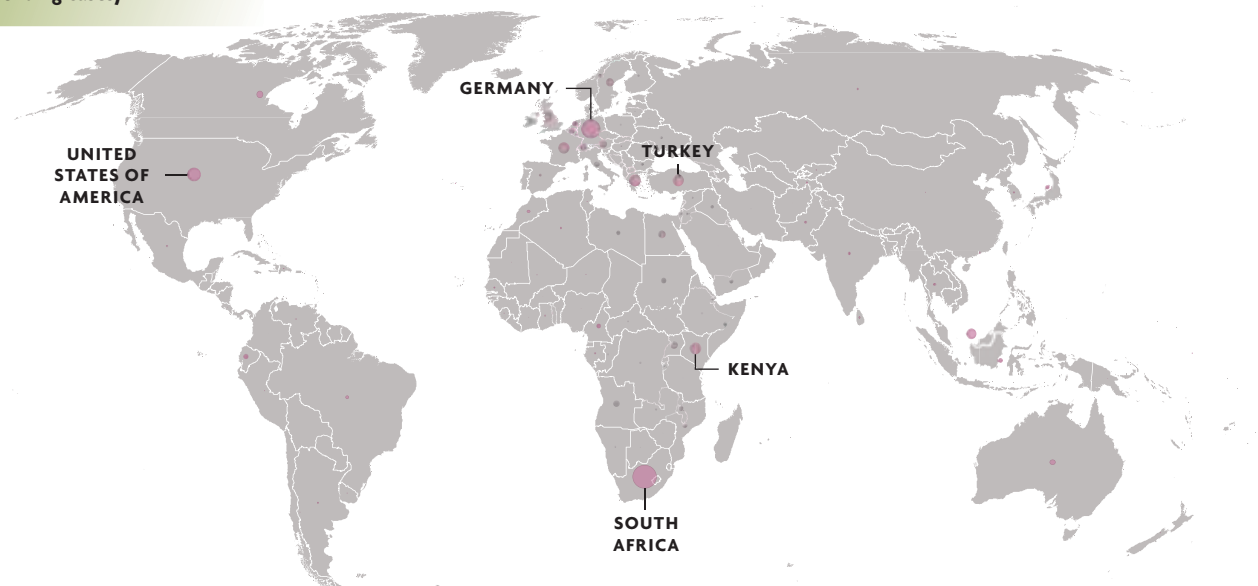 GERMANY
TURKEY
UNITED
STATES OF
AMERICA
KENYA
SOUTH
AFRICA